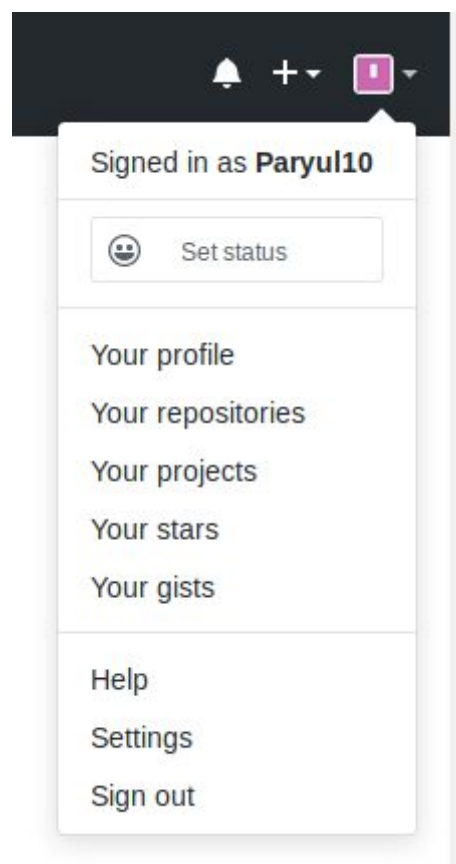 Signed in as Paryul10
Set status
Your profile
Your repositories
Your projects
Your stars
Your gists
Help
Settings
Sign out